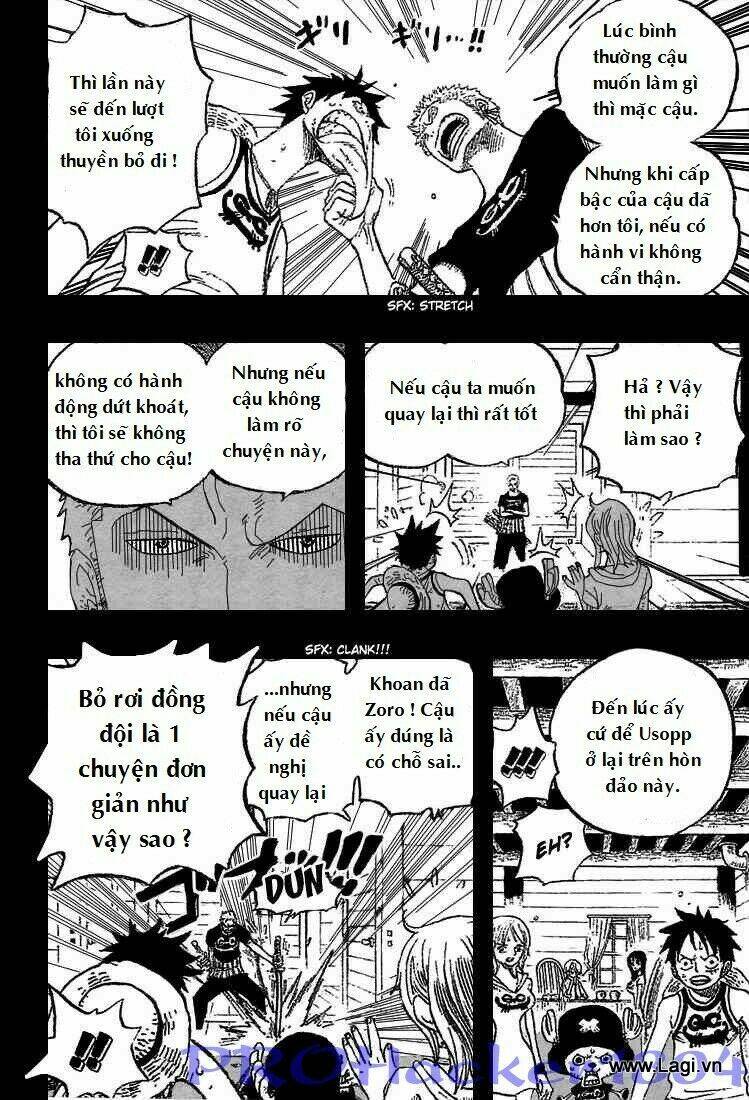 ギリ
ギリ...!!
Lúc bình
thường cậu
muốn làm gì
thì mặc cậu.
Nhưng khi cấp
bậc của cậu đã
hơn tôi, nếu có
hành vi không
cẩn thận.
Thì lần này
sẽ đến lượt
tôi xuống
thuyền bỏ đi !
!!!
SFX: STRETCH
Hả ? Vậy
thì phải
làm sao ?
Nếu cậu ta muốn
quay lại thì rất tốt
Nhưng nếu
cậu không
làm rõ
chuyện này,
không có hành
động dứt khoát,
thì tôi sẽ không
tha thứ cho cậu!
SFX: CLANK!!!
Đến lúc ấy
cứ để Usopp
ở lại trên hòn
đảo này.
!!!
EH?
Khoan đã
Zoro ! Cậu
ấy đúng là
có chỗ sai..
...nhưng
nếu cậu
ấy đề
nghị
quay lại
Bỏ rơi đồng
đội là 1
chuyện đơn
giản như
vậy sao ?
DÙN
!!!
!!!
PROHacker1804
www.Lagi.vn